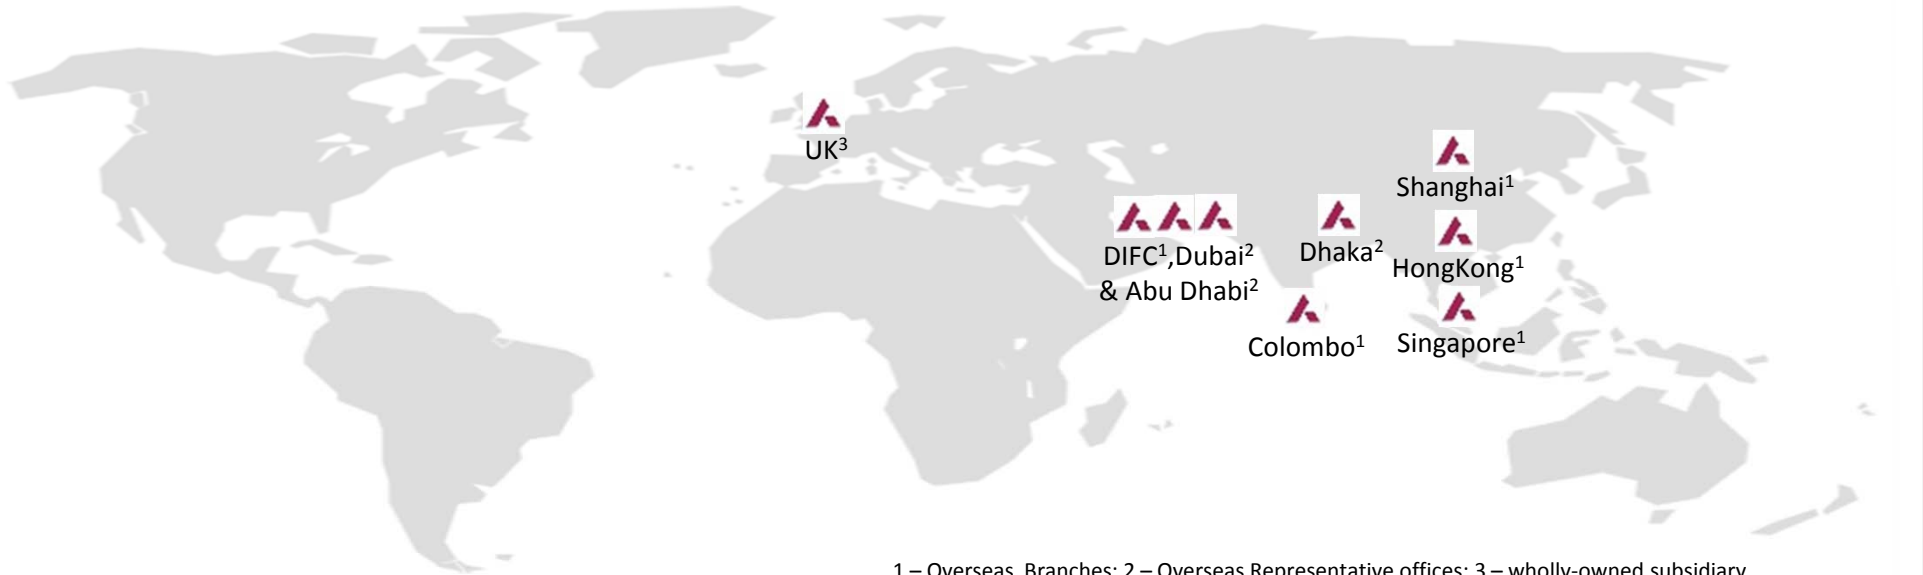 UK³
Shanghai¹
DIFC¹,Dubai²
& Abu Dhabi²
Dhaka²
HongKong¹
Colombo¹
Singapore¹
1 – Overseas Branches; 2 – Overseas Representative offices; 3 – wholly-owned subsidiary